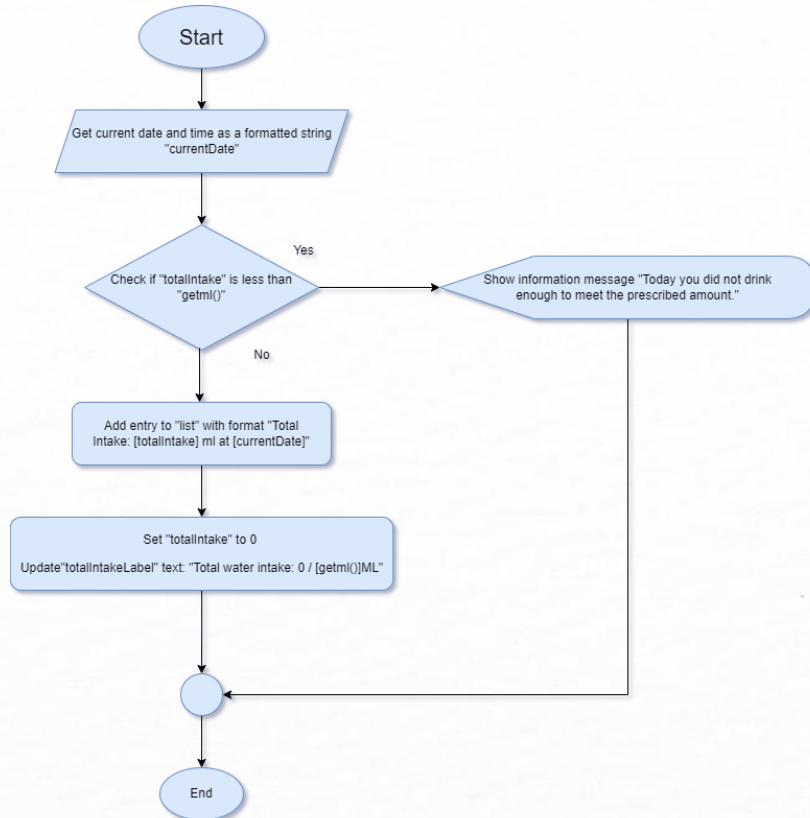 Start
Get current date and time as a formatted string
"currentDate"
Yes
Check if "totalIntake" is less than
"getml()"
Show information message "Today you did not drink
enough to meet the prescribed amount."
No
Add entry to "list" with format "Total
Intake: [totalIntake] ml at [currentDate]"
Set "totalIntake" to 0
Update"totalIntakeLabel" text: "Total water intake: 0 / [getml()]ML"
End